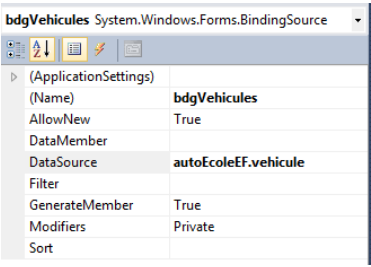 bdgVehicules System.Windows.Forms.BindingSource
(ApplicationSettings)
(Name) bdgVehicules
AllowNew True
DataMember
DataSource autoEcoleEF.vehicule
Filter
GenerateMember True
Modifiers Private
Sort